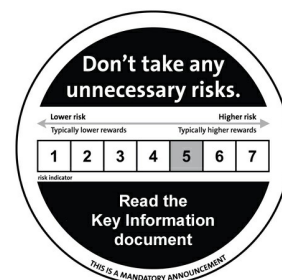 Don't take any
unnecessary risks.
Lower risk Higher risk
Typically lower rewards Typically higher rewards
1 2 3 4 5 6 7
risk indicator
Read the
Key Information
document
THIS IS A MANDATORY ANNOUNCEMENT